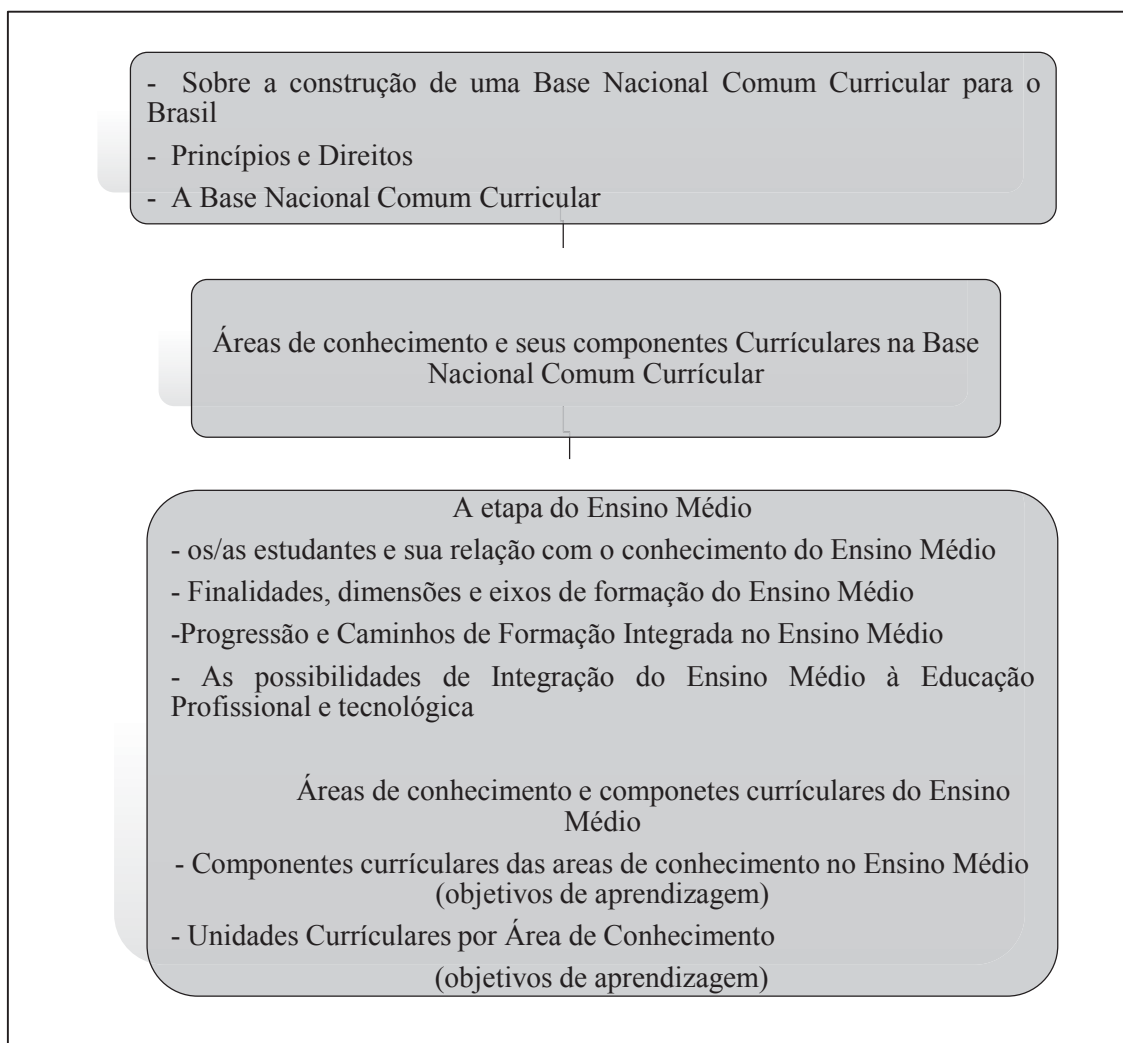 - Sobre a construção de uma Base Nacional Comum Curricular para o
Brasil
- Princípios e Direitos
- A Base Nacional Comum Curricular
Áreas de conhecimento e seus componentes Currículares na Base
Nacional Comum Currícular
A etapa do Ensino Médio
- os/as estudantes e sua relação com o conhecimento do Ensino Médio
- Finalidades, dimensões e eixos de formação do Ensino Médio
-Progressão e Caminhos de Formação Integrada no Ensino Médio
- As possibilidades de Integração do Ensino Médio à Educação
Profissional e tecnológica
Áreas de conhecimento e componetes currículares do Ensino
Médio
- Componentes currículares das areas de conhecimento no Ensino Médio
(objetivos de aprendizagem)
- Unidades Currículares por Área de Conhecimento
(objetivos de aprendizagem)